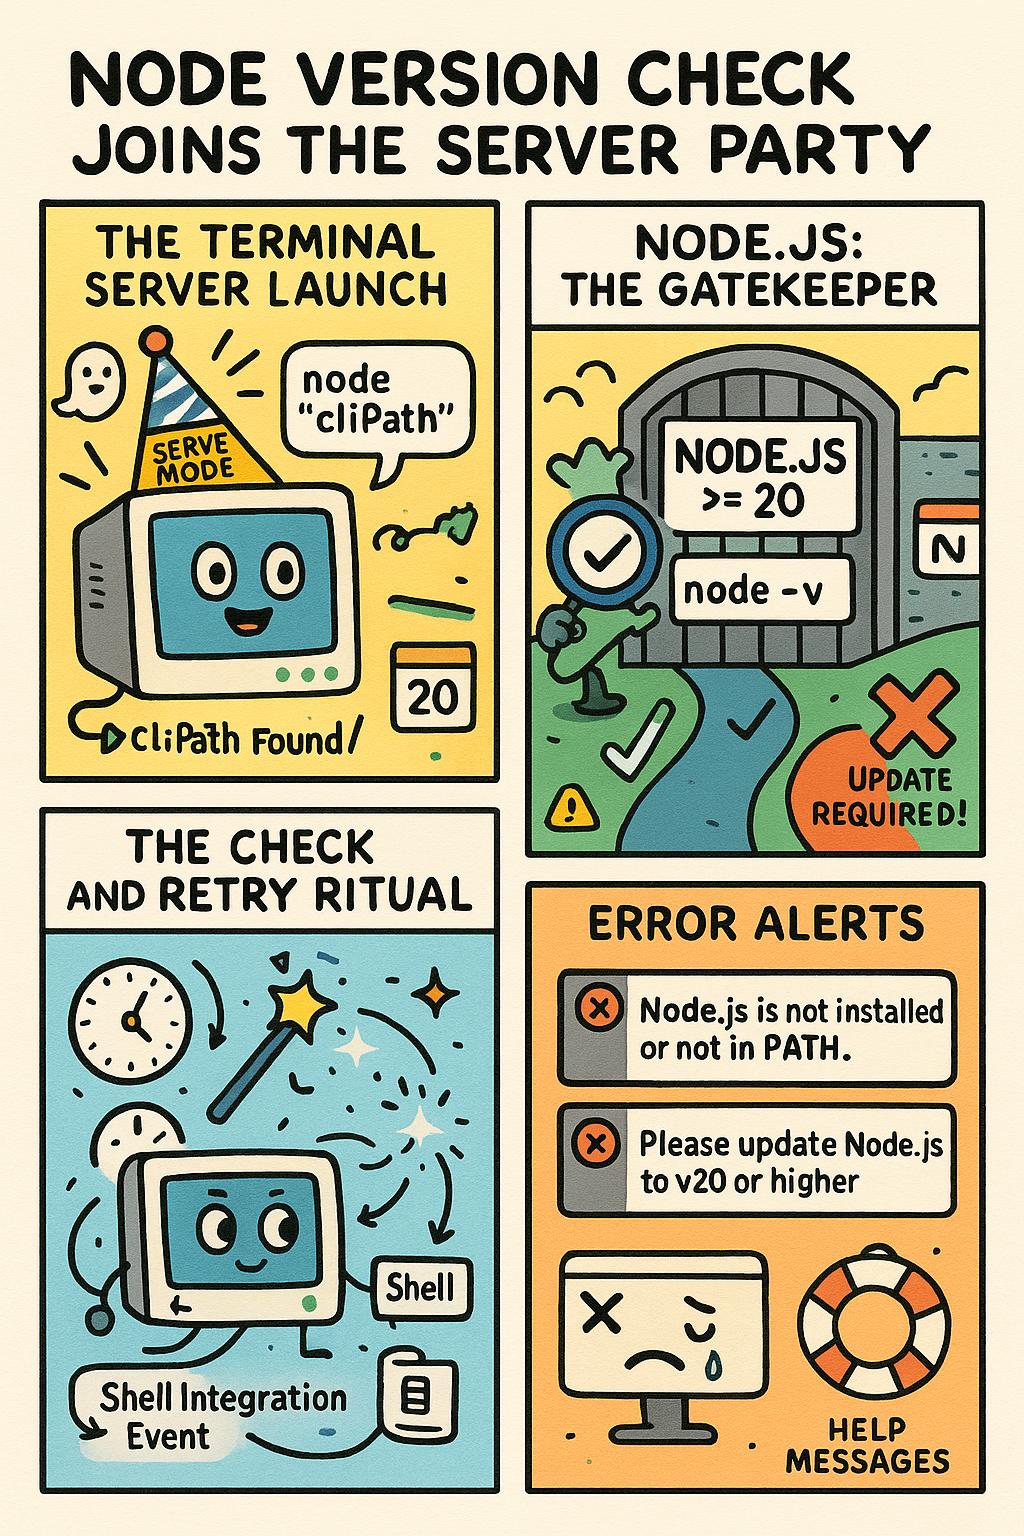 NODE VERSION CHECK
JOINS THE SERVER PARTY
THE TERMINAL
SERVER LAUNCH
SERVE
MODE
node
"cliPath"
20
cliPath Found/
NODE.JS:
THE GATEKEEPER
NODE.JS
>= 20
node -v
N
UPDATE
REQUIRED!
THE CHECK
AND RETRY RITUAL
Shell
Shell Integration
Event
ERROR ALERTS
Node.js is not installed
or not in PATH.
Please update Node.js
to v20 or higher
HELP
MESSAGES